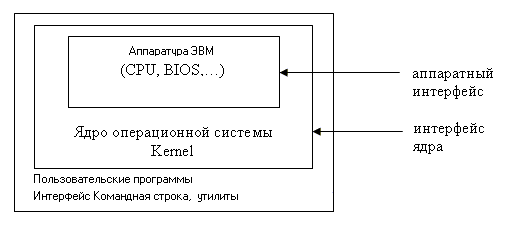 Аппаратура ЭВМ
(CPU, BIOS,...)
аппаратный
интерфейс
Ядро операционной системы
Kernel
интерфейс
ядра
Пользовательские программы
Интерфейс Командная строка, утилиты